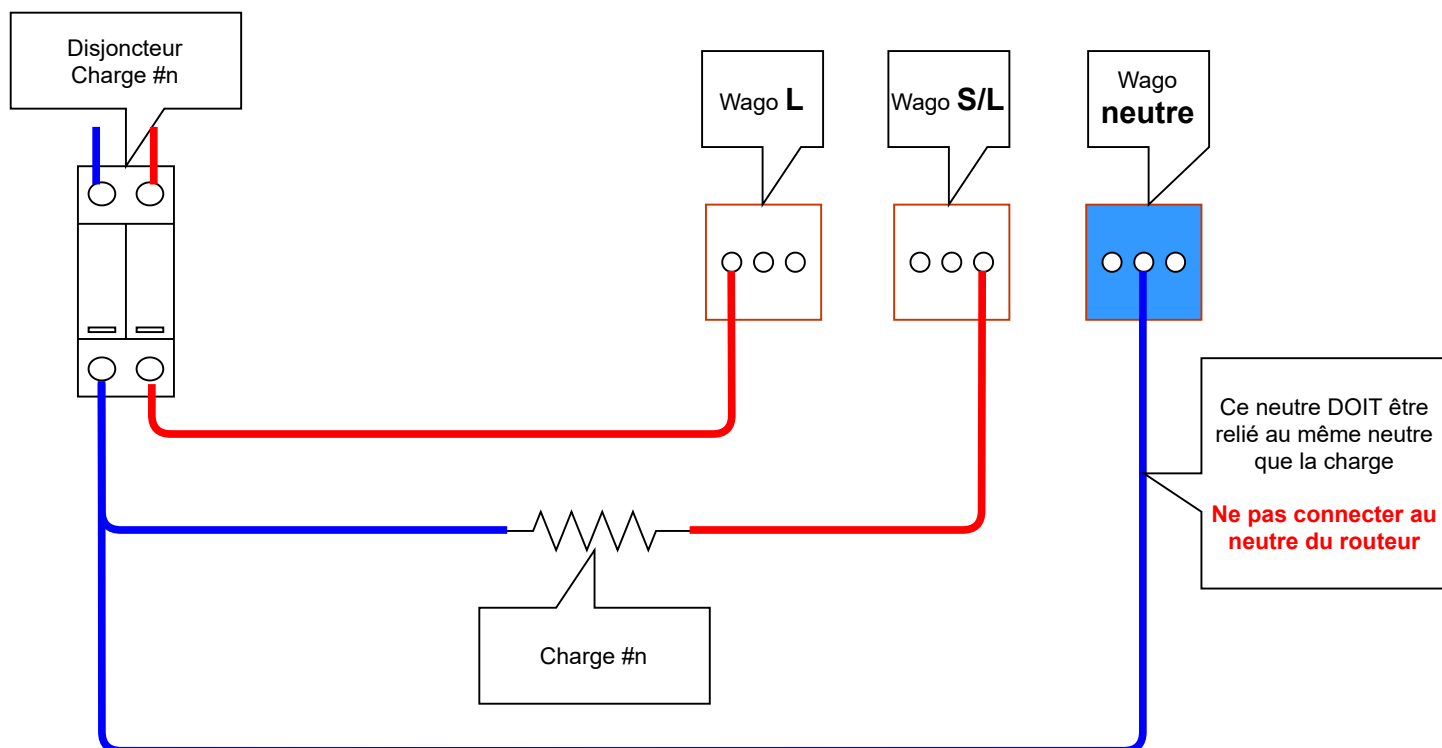 Disjoncteur
Charge #n
Wago L
Wago S/L
Wago
neutre
Ce neutre DOIT être
relié au même neutre
que la charge
Ne pas connecter au
neutre du routeur
Charge #n